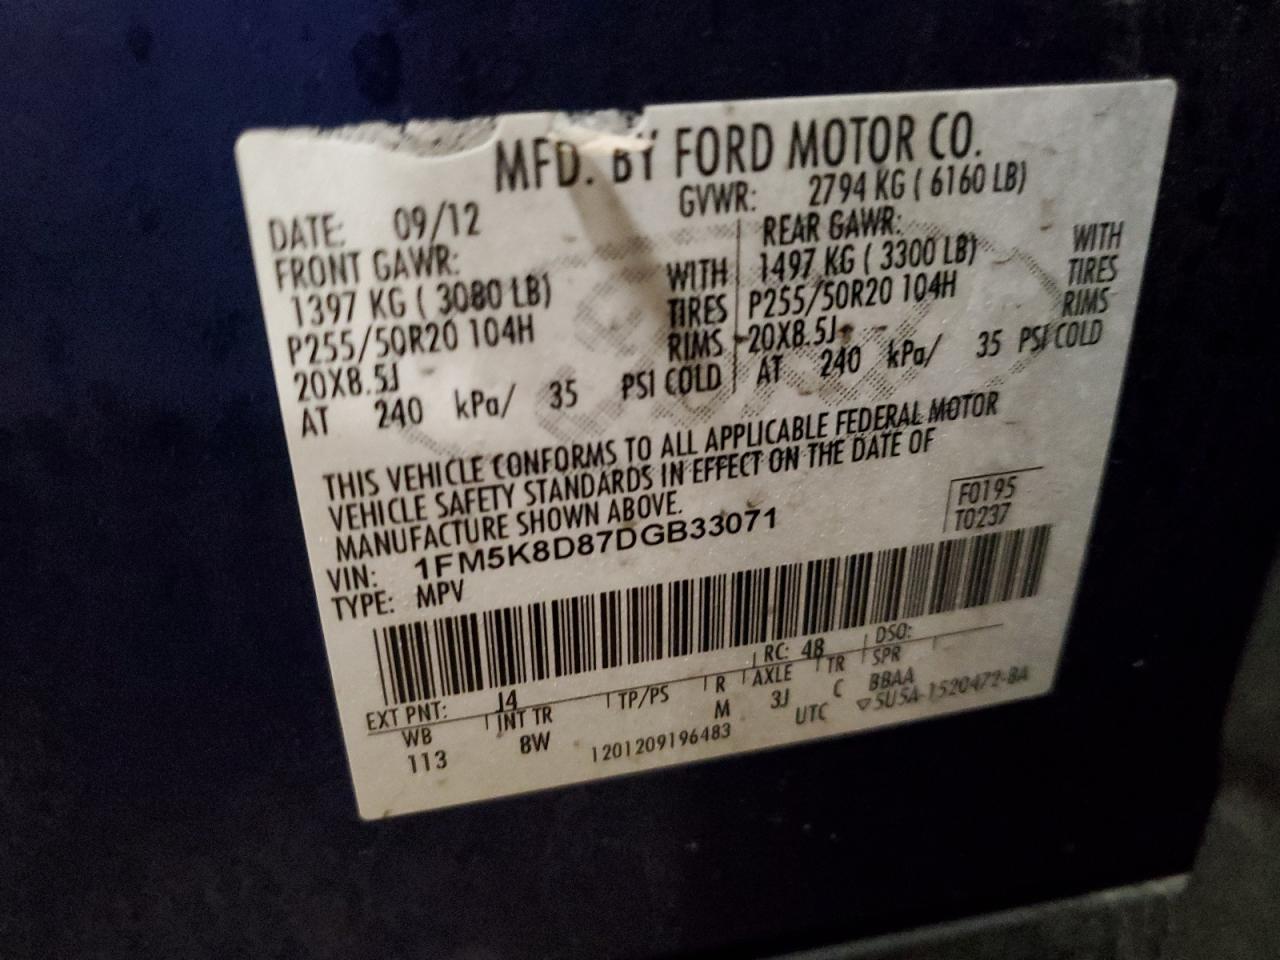 MFD. BY FORD MOTOR CO.
DATE: 09/12 GVWR: 2794 KG ( 6160 LB)
FRONT GAWR: REAR GAWR:
1397 KG ( 3080 LB) WITH 1497 KG ( 3300 LB) WITH
P255/50R20 104H TIRES P255/50R20 104H TIRES
20X8.5J RIMS 20X8.5J RIMS
AT 240 kPa/ 35 PSI COLD AT 240 kPa/ 35 PSI COLD
THIS VEHICLE CONFORMS TO ALL APPLICABLE FEDERAL MOTOR
VEHICLE SAFETY STANDARDS IN EFFECT ON THE DATE OF
MANUFACTURE SHOWN ABOVE.
F0195
T0237
VIN: 1FM5K8D87DGB33071
TYPE: MPV
EXT PNT: J4 RC: 48 DSO:
WB INT TR TP/PS R AXLE TR SPR
113 8W M 3J C BBAA
1201209196483 UTC ▽5U5A-1520472-BA